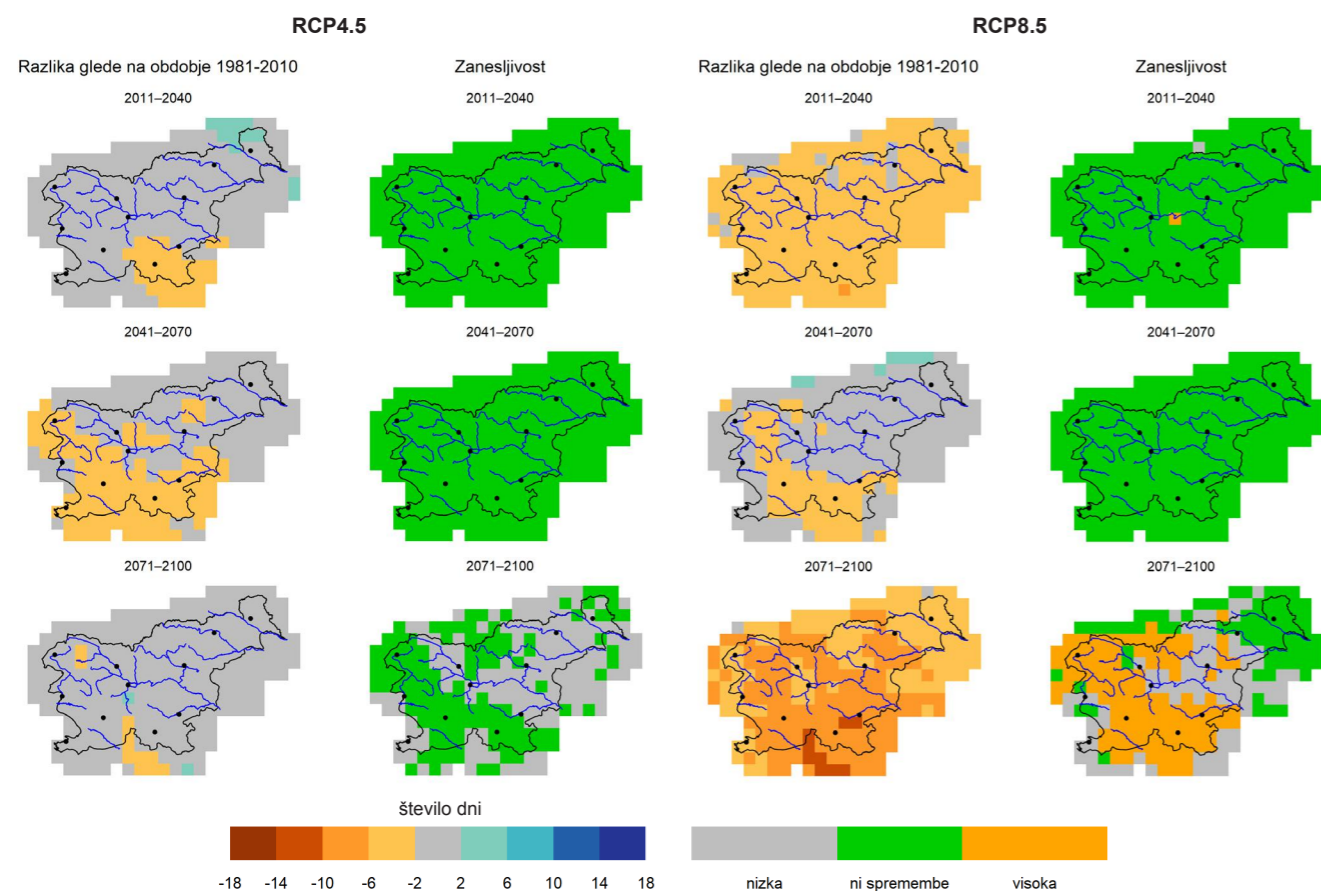 RCP4.5 RCP8.5
Razlika glede na obdobje 1981-2010 Zanesljivost Razlika glede na obdobje 1981-2010 Zanesljivost
2011–2040 2011–2040 2011–2040 2011–2040
2041–2070 2041–2070 2041–2070 2041–2070
2071–2100 2071–2100 2071–2100 2071–2100
število dni
-18 -14 -10 -6 -2 2 6 10 14 18 nizka ni spremembe visoka